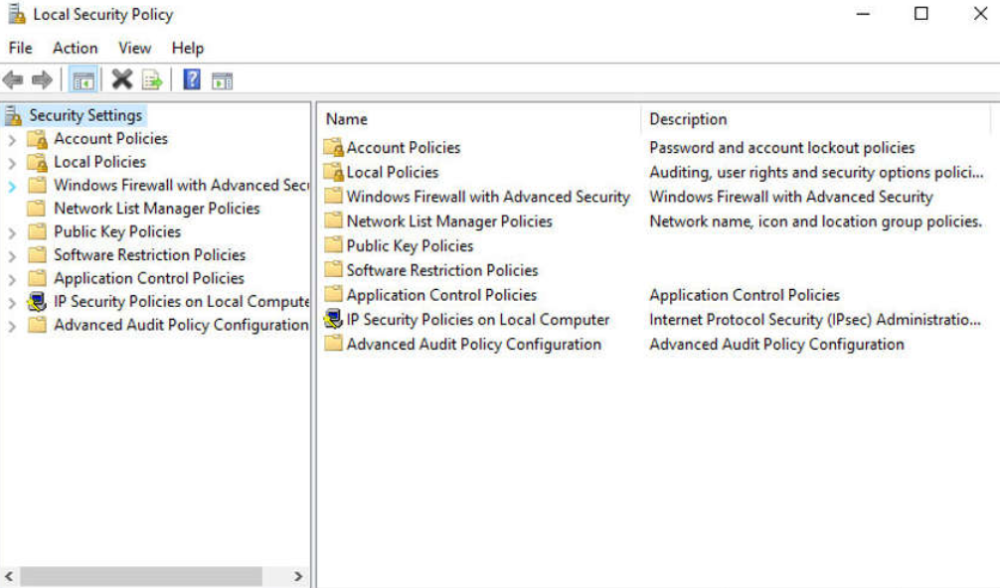 Local Security Policy
File Action View Help
Security Settings
Account Policies
Local Policies
Windows Firewall with Advanced Secu
Network List Manager Policies
Public Key Policies
Software Restriction Policies
Application Control Policies
IP Security Policies on Local Compute
Advanced Audit Policy Configuration
Name Description
Account Policies Password and account lockout policies
Local Policies Auditing, user rights and security options polici...
Windows Firewall with Advanced Security Windows Firewall with Advanced Security
Network List Manager Policies Network name, icon and location group policies.
Public Key Policies
Software Restriction Policies
Application Control Policies Application Control Policies
IP Security Policies on Local Computer Internet Protocol Security (IPsec) Administratio...
Advanced Audit Policy Configuration Advanced Audit Policy Configuration